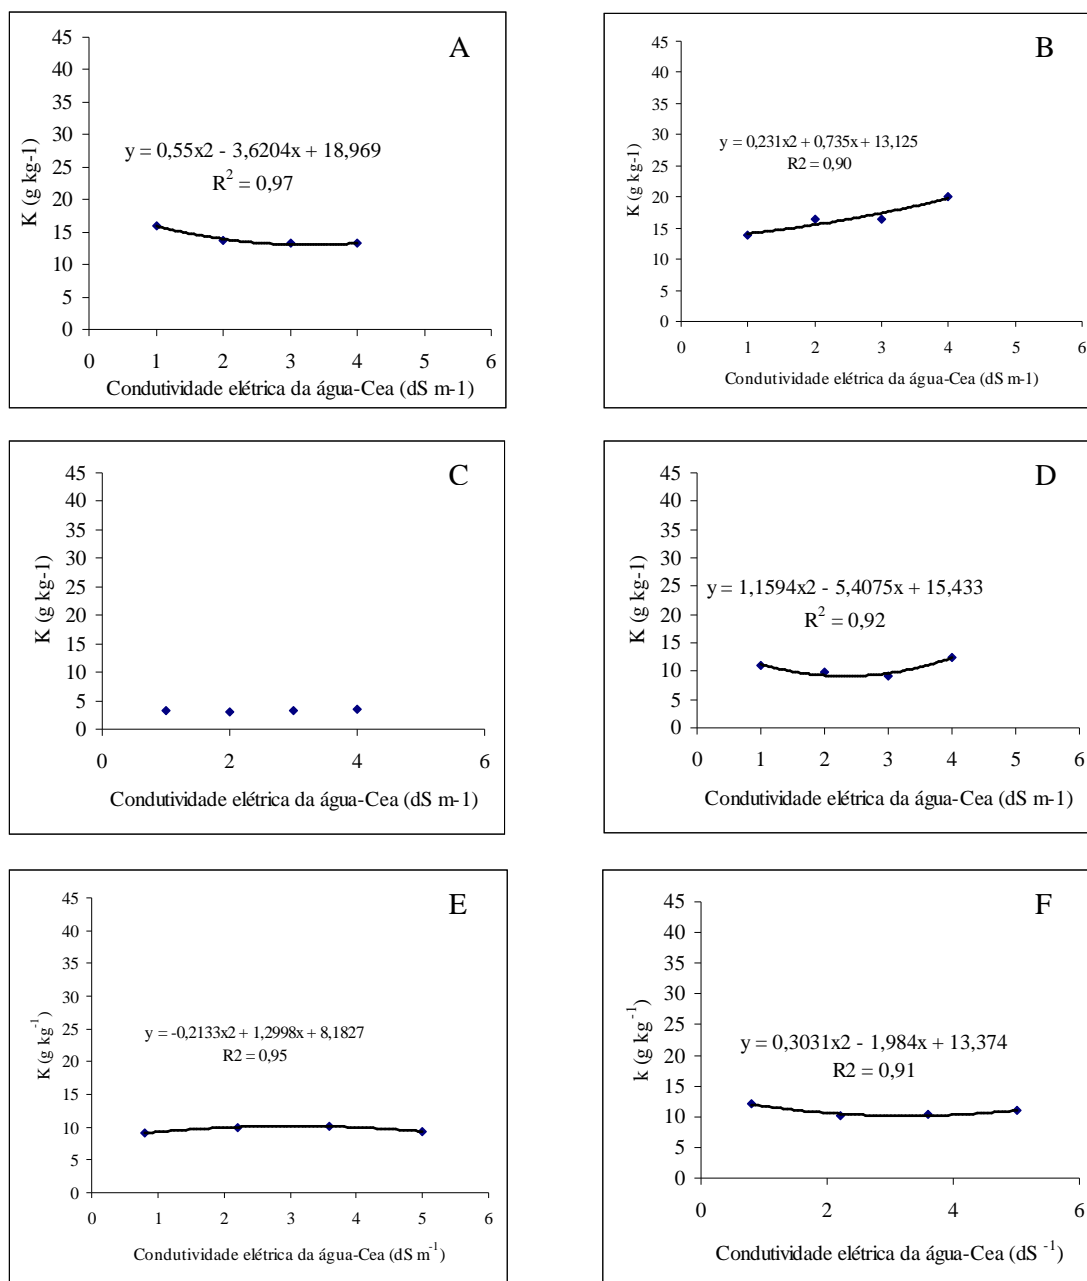 A
45
40
35
30
25
20
15
10
5
0
K (g kg-1)
y = 0,55x2 - 3,6204x + 18,969
R2 = 0,97
0 1 2 3 4 5 6
Condutividade elétrica da água-Cea (dS m-1)
B
45
40
35
30
25
20
15
10
5
0
K (g kg-1)
y = 0,231x2 + 0,735x + 13,125
R2 = 0,90
0 1 2 3 4 5 6
Condutividade elétrica da água-Cea (dS m-1)
C
45
40
35
30
25
20
15
10
5
0
K (g kg-1)
0 2 4 6
Condutividade elétrica da água-Cea (dS m-1)
D
45
40
35
30
25
20
15
10
5
0
K (g kg-1)
y = 1,1594x2 - 5,4075x + 15,433
R2 = 0,92
0 1 2 3 4 5 6
Condutividade elétrica da água-Cea (dS m-1)
E
45
40
35
30
25
20
15
10
5
0
K (g kg-1)
y = -0,2133x2 + 1,2998x + 8,1827
R2 = 0,95
0 1 2 3 4 5 6
Condutividade elétrica da água-Cea (dS m-1)
F
45
40
35
30
25
20
15
10
5
0
k (g kg-1)
y = 0,3031x2 - 1,984x + 13,374
R2 = 0,91
0 2 4 6
Condutividade elétrica da água-Cea (dS -1)